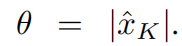 θ = |x̂_K|.